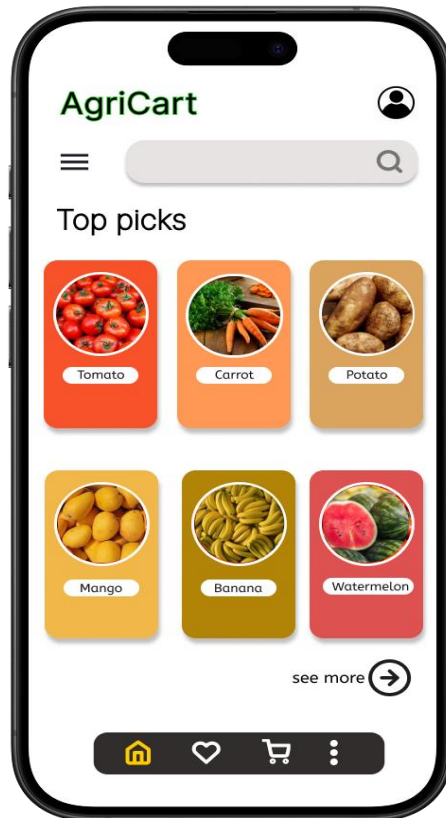 AgriCart
Top picks
Tomato
Carrot
Potato
Mango
Banana
Watermelon
see more